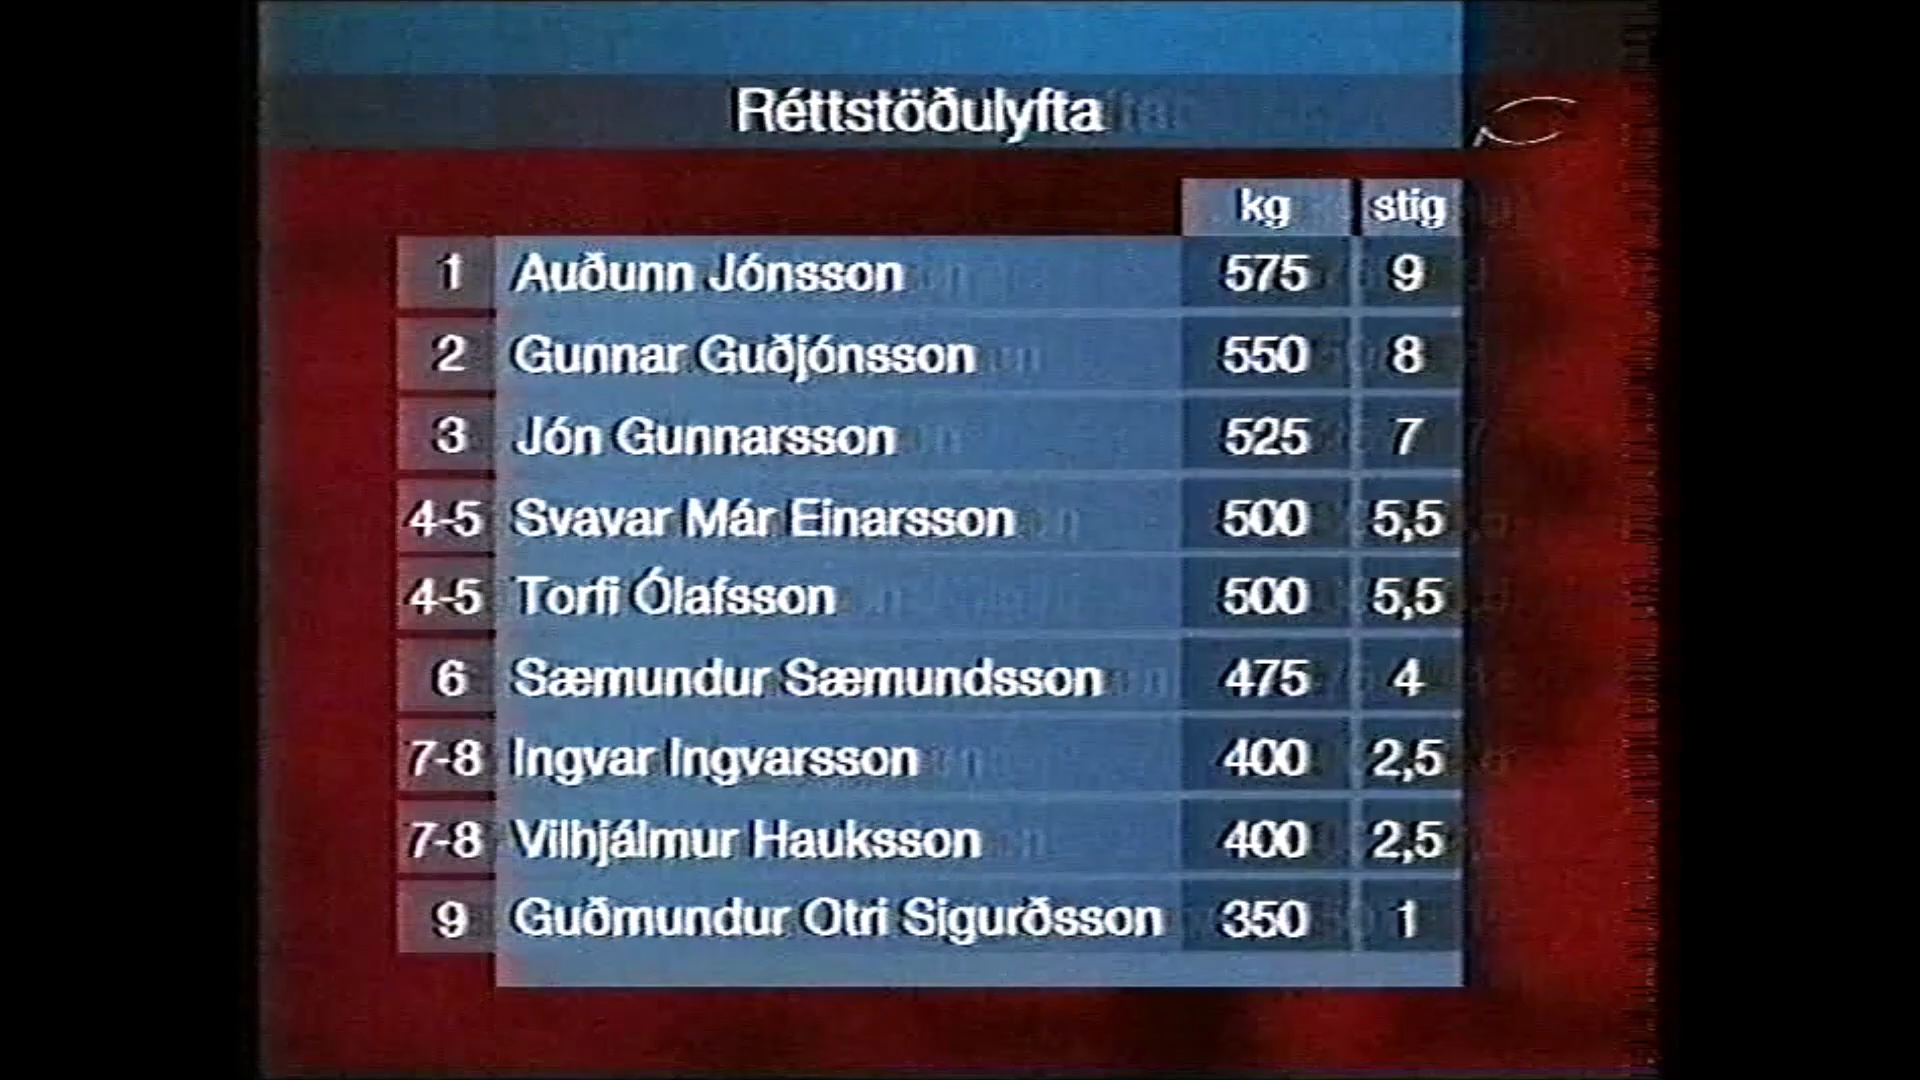 Réttstöðulyfta
kg stig
1 Auðunn Jónsson 575 9
2 Gunnar Guðjónsson 550 8
3 Jón Gunnarsson 525 7
4-5 Svavar Már Einarsson 500 5,5
4-5 Torfi Ólafsson 500 5,5
6 Sæmundur Sæmundsson 475 4
7-8 Ingvar Ingvarsson 400 2,5
7-8 Vilhjálmur Hauksson 400 2,5
9 Guðmundur Otri Sigurðsson 350 1